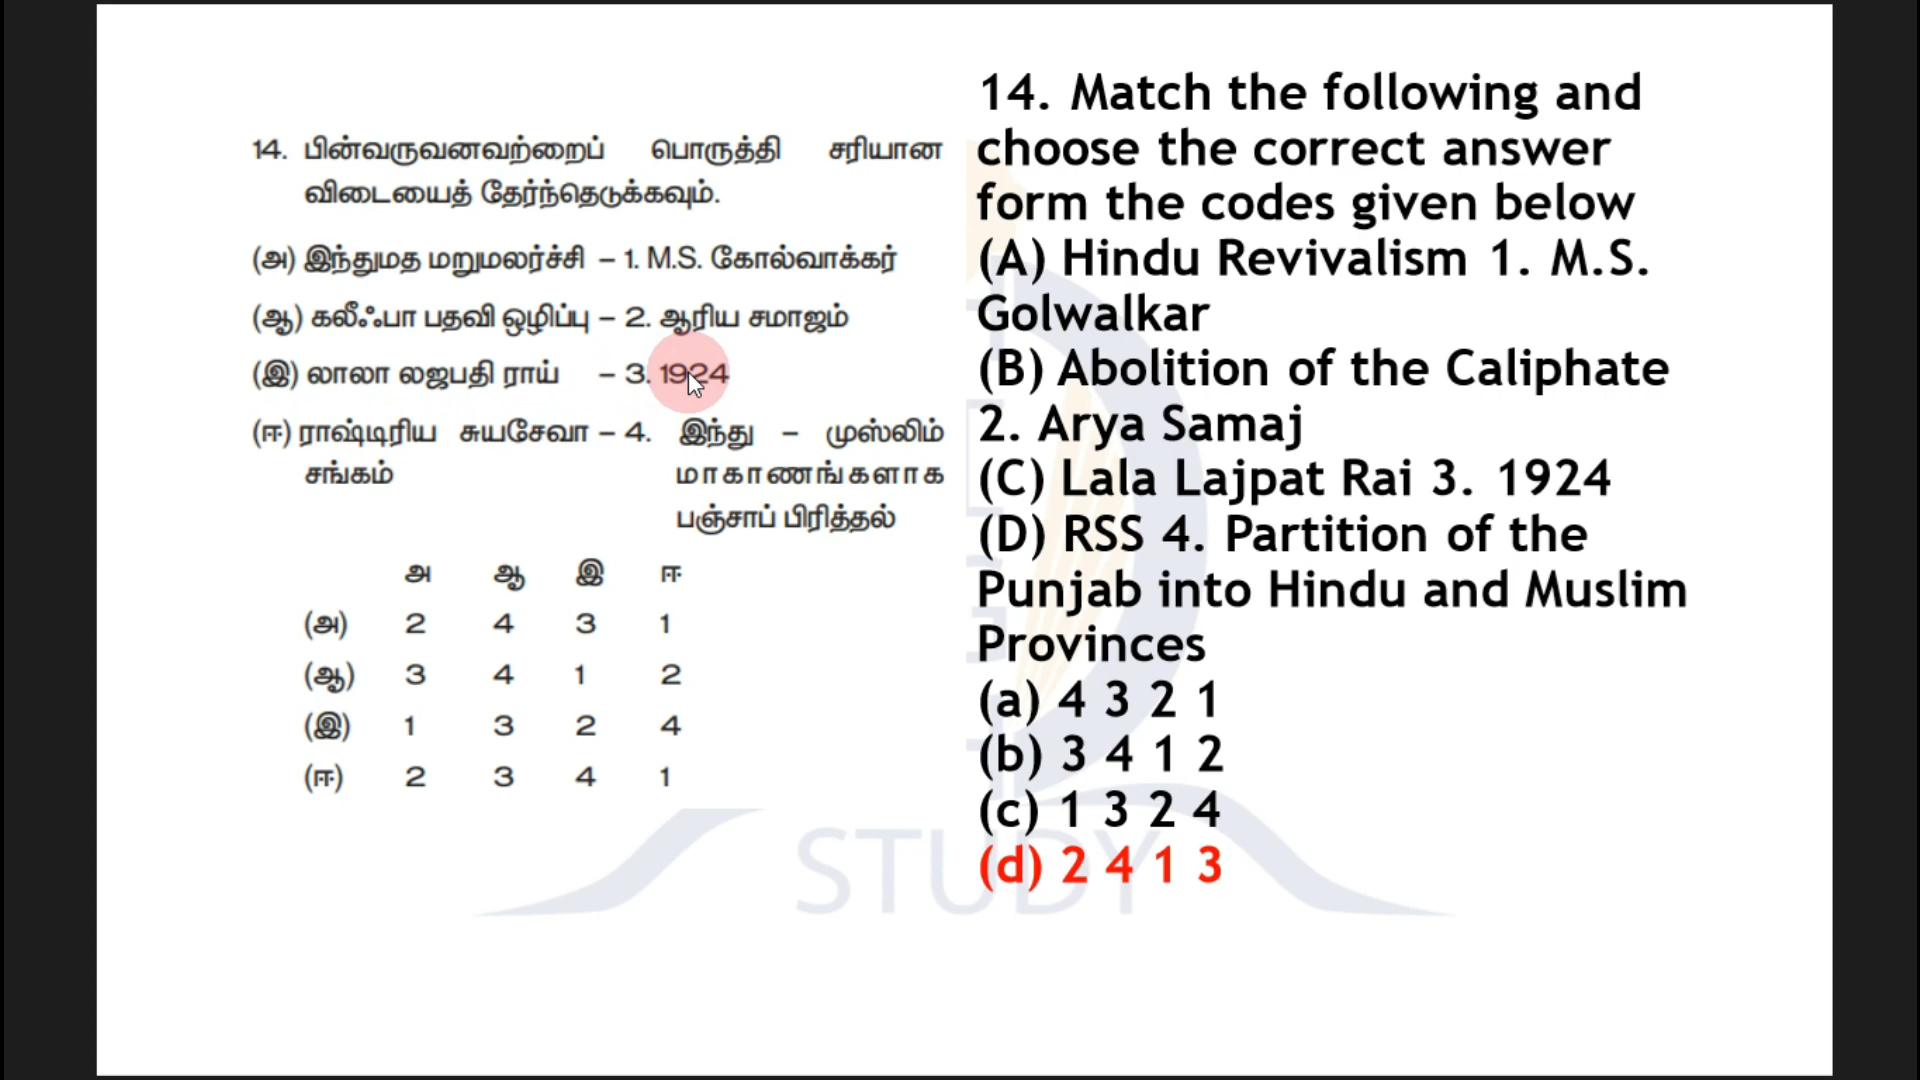 14. பின்வருவனவற்றைப் பொருத்தி சரியான
விடையைத் தேர்ந்தெடுக்கவும்.
(அ) இந்துமத மறுமலர்ச்சி – 1. M.S. கோல்வாக்கர்
(ஆ) கலீஃபா பதவி ஒழிப்பு – 2. ஆரிய சமாஜம்
(இ) லாலா லஜபதி ராய் – 3. 1924
(ஈ) ராஷ்டிரிய சுயசேவா – 4. இந்து – முஸ்லிம்
சங்கம் மாகாணங்களாக
பஞ்சாப் பிரித்தல்
அ ஆ இ ஈ
(அ) 2 4 3 1
(ஆ) 3 4 1 2
(இ) 1 3 2 4
(ஈ) 2 3 4 1
14. Match the following and
choose the correct answer
form the codes given below
(A) Hindu Revivalism 1. M.S.
Golwalkar
(B) Abolition of the Caliphate
2. Arya Samaj
(C) Lala Lajpat Rai 3. 1924
(D) RSS 4. Partition of the
Punjab into Hindu and Muslim
Provinces
(a) 4 3 2 1
(b) 3 4 1 2
(c) 1 3 2 4
(d) 2 4 1 3
STUDY